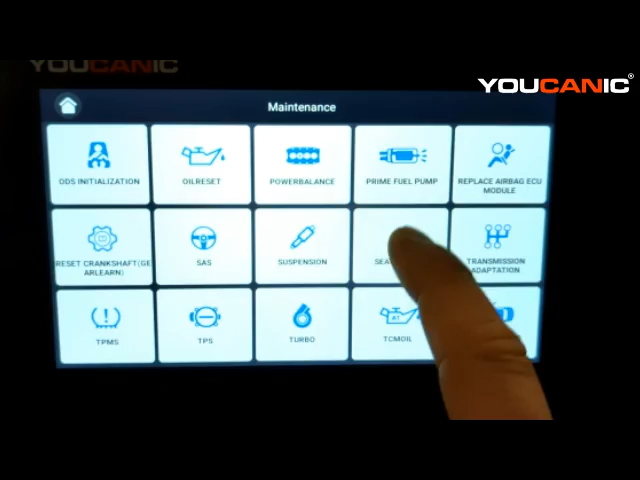 YOUCANIC
YOUCANIC®
Maintenance
ODS INITIALIZATION
OILRESET
POWERBALANCE
PRIME FUEL PUMP
REPLACE AIRBAG ECU
MODULE
RESET CRANKSHAFT(GE
ARLEARN)
SAS
SUSPENSION
TRANSMISSION
ADAPTATION
TPMS
TPS
TURBO
AT
TCMOIL